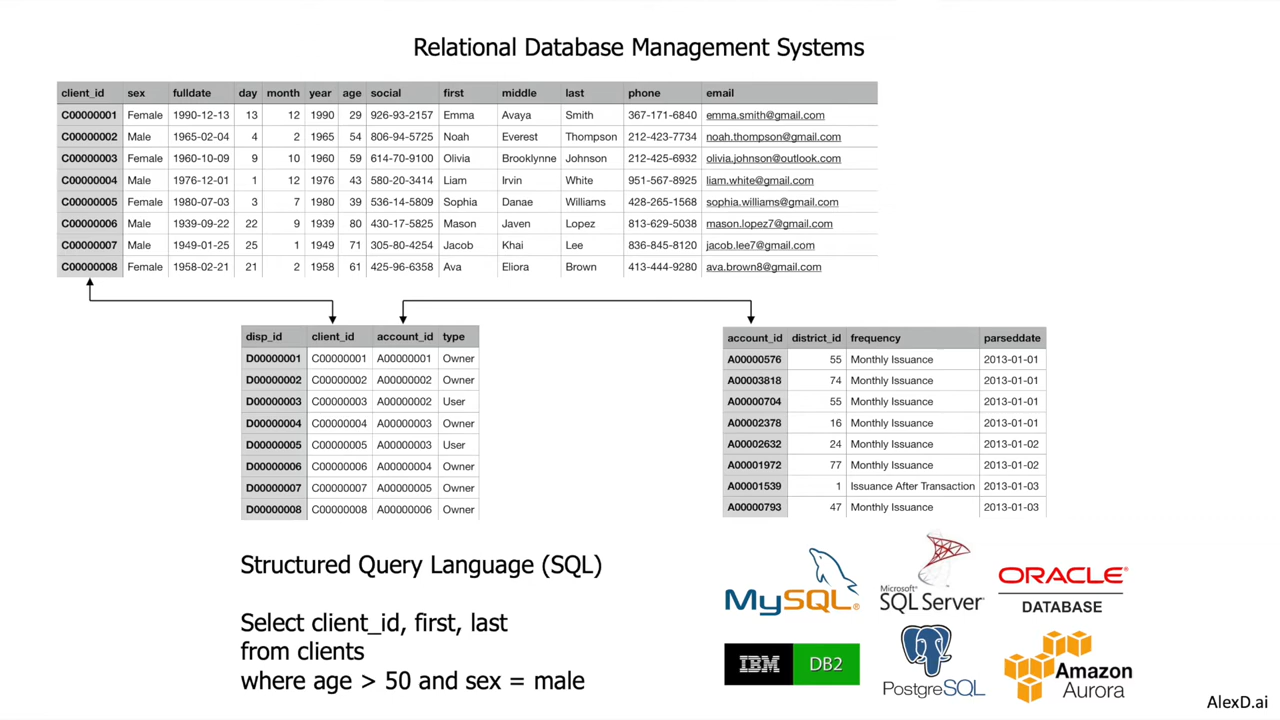 Relational Database Management Systems
client_id sex fulldate day month year age social first middle last phone email
C00000001 Female 1990-12-13 13 12 1990 29 926-93-2157 Emma Avaya Smith 367-171-6840 emma.smith@gmail.com
C00000002 Male 1965-02-04 4 2 1965 54 806-94-5725 Noah Everest Thompson 212-423-7734 noah.thompson@gmail.com
C00000003 Female 1960-10-09 9 10 1960 59 614-70-9100 Olivia Brooklynne Johnson 212-425-6932 olivia.johnson@outlook.com
C00000004 Male 1976-12-01 1 12 1976 43 580-20-3414 Liam Irvin White 951-567-8925 liam.white@gmail.com
C00000005 Female 1980-07-03 3 7 1980 39 536-14-5809 Sophia Danae Williams 428-265-1568 sophia.williams@gmail.com
C00000006 Male 1939-09-22 22 9 1939 80 430-17-5825 Mason Javen Lopez 813-629-5038 mason.lopez7@gmail.com
C00000007 Male 1949-01-25 25 1 1949 71 305-80-4254 Jacob Khai Lee 836-845-8120 jacob.lee7@gmail.com
C00000008 Female 1958-02-21 21 2 1958 61 425-96-6358 Ava Eliora Brown 413-444-9280 ava.brown8@gmail.com
disp_id client_id account_id type
D00000001 C00000001 A00000001 Owner
D00000002 C00000002 A00000002 Owner
D00000003 C00000003 A00000002 User
D00000004 C00000004 A00000003 Owner
D00000005 C00000005 A00000003 User
D00000006 C00000006 A00000004 Owner
D00000007 C00000007 A00000005 Owner
D00000008 C00000008 A00000006 Owner
account_id district_id frequency parseddate
A00000576 55 Monthly Issuance 2013-01-01
A00003818 74 Monthly Issuance 2013-01-01
A00000704 55 Monthly Issuance 2013-01-01
A00002378 16 Monthly Issuance 2013-01-01
A00002632 24 Monthly Issuance 2013-01-02
A00001972 77 Monthly Issuance 2013-01-02
A00001539 1 Issuance After Transaction 2013-01-03
A00000793 47 Monthly Issuance 2013-01-03
Structured Query Language (SQL)
Select client_id, first, last
from clients
where age > 50 and sex = male
MySQL®
Microsoft®
SQL Server®
ORACLE®
DATABASE
IBM DB2
PostgreSQL
Amazon
Aurora
AlexD.ai